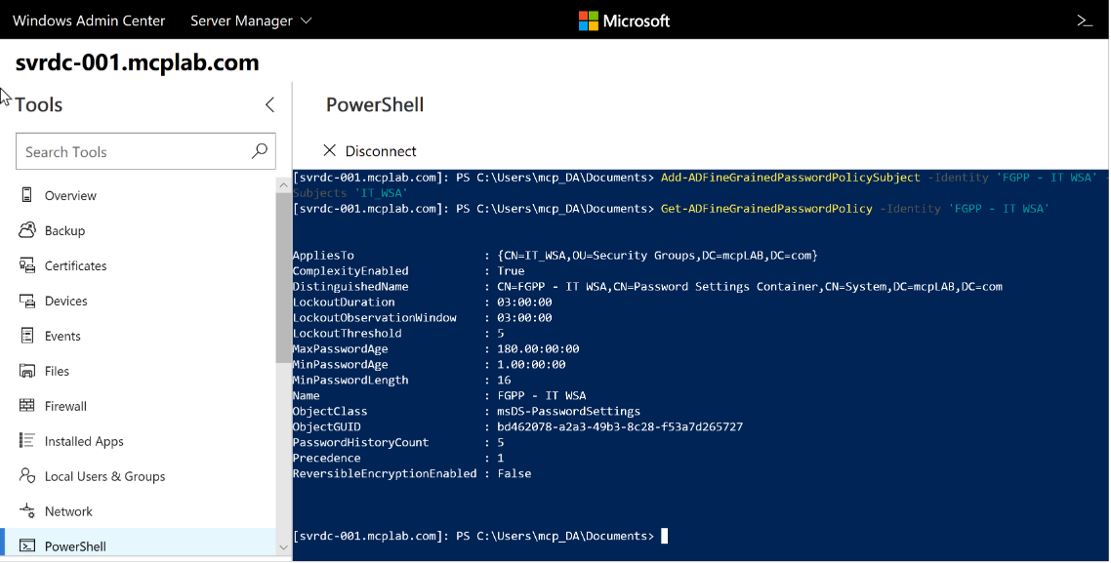 Windows Admin Center Server Manager Microsoft
svrdc-001.mcplab.com
Tools
PowerShell
Search Tools
Disconnect
Overview
Backup
Certificates
Devices
Events
Files
Firewall
Installed Apps
Local Users & Groups
Network
PowerShell
[svrdc-001.mcplab.com]: PS C:\Users\mcp_DA\Documents> Add-ADFineGrainedPasswordPolicySubject -Identity 'FGPP - IT WSA' -
Subjects 'IT_WSA'
[svrdc-001.mcplab.com]: PS C:\Users\mcp_DA\Documents> Get-ADFineGrainedPasswordPolicy -Identity 'FGPP - IT WSA'
AppliesTo : {CN=IT_WSA,OU=Security Groups,DC=mcpLAB,DC=com}
ComplexityEnabled : True
DistinguishedName : CN=FGPP - IT WSA,CN=Password Settings Container,CN=System,DC=mcpLAB,DC=com
LockoutDuration : 03:00:00
LockoutObservationWindow : 03:00:00
LockoutThreshold : 5
MaxPasswordAge : 180.00:00:00
MinPasswordAge : 1.00:00:00
MinPasswordLength : 16
Name : FGPP - IT WSA
ObjectClass : msDS-PasswordSettings
ObjectGUID : bd462078-a2a3-49b3-8c28-f53a7d265727
PasswordHistoryCount : 5
Precedence : 1
ReversibleEncryptionEnabled : False
[svrdc-001.mcplab.com]: PS C:\Users\mcp_DA\Documents>